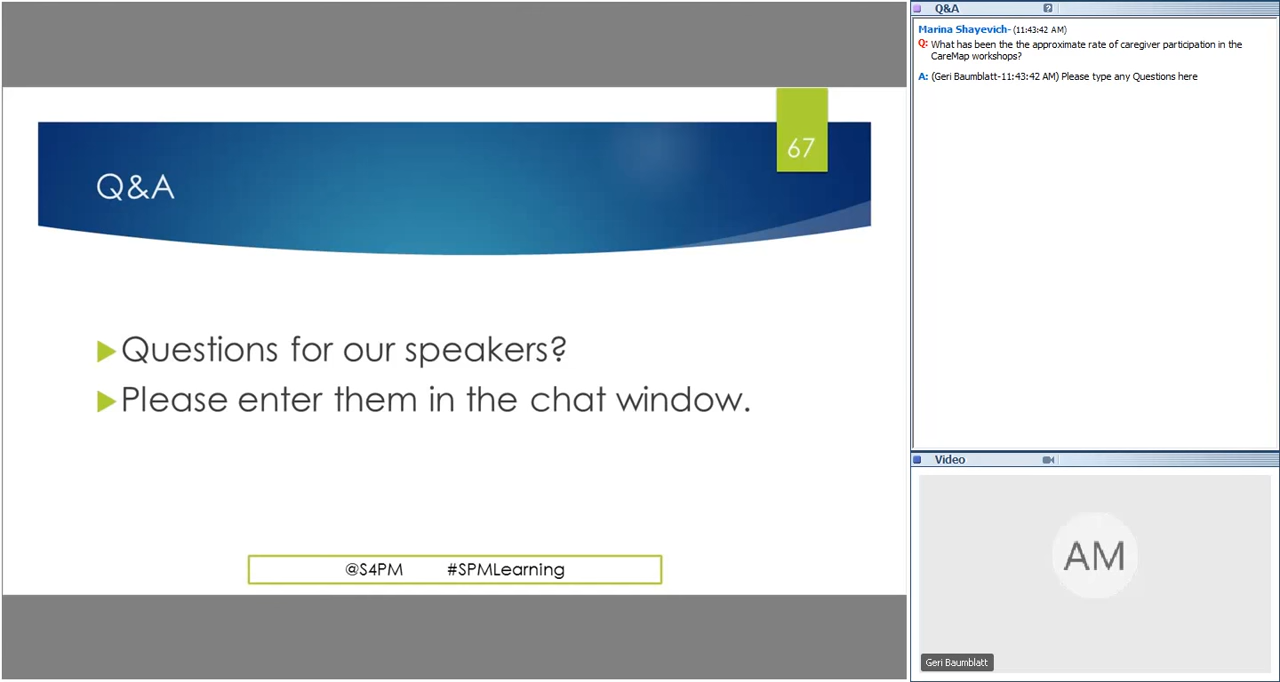 67
Q&A
Questions for our speakers?
Please enter them in the chat window.
@S4PM #SPMLearning
Q&A
?
Marina Shayevich- (11:43:42 AM)
Q: What has been the the approximate rate of caregiver participation in the
CareMap workshops?
A: (Geri Baumblatt-11:43:42 AM) Please type any Questions here
Video
AM
Geri Baumblatt